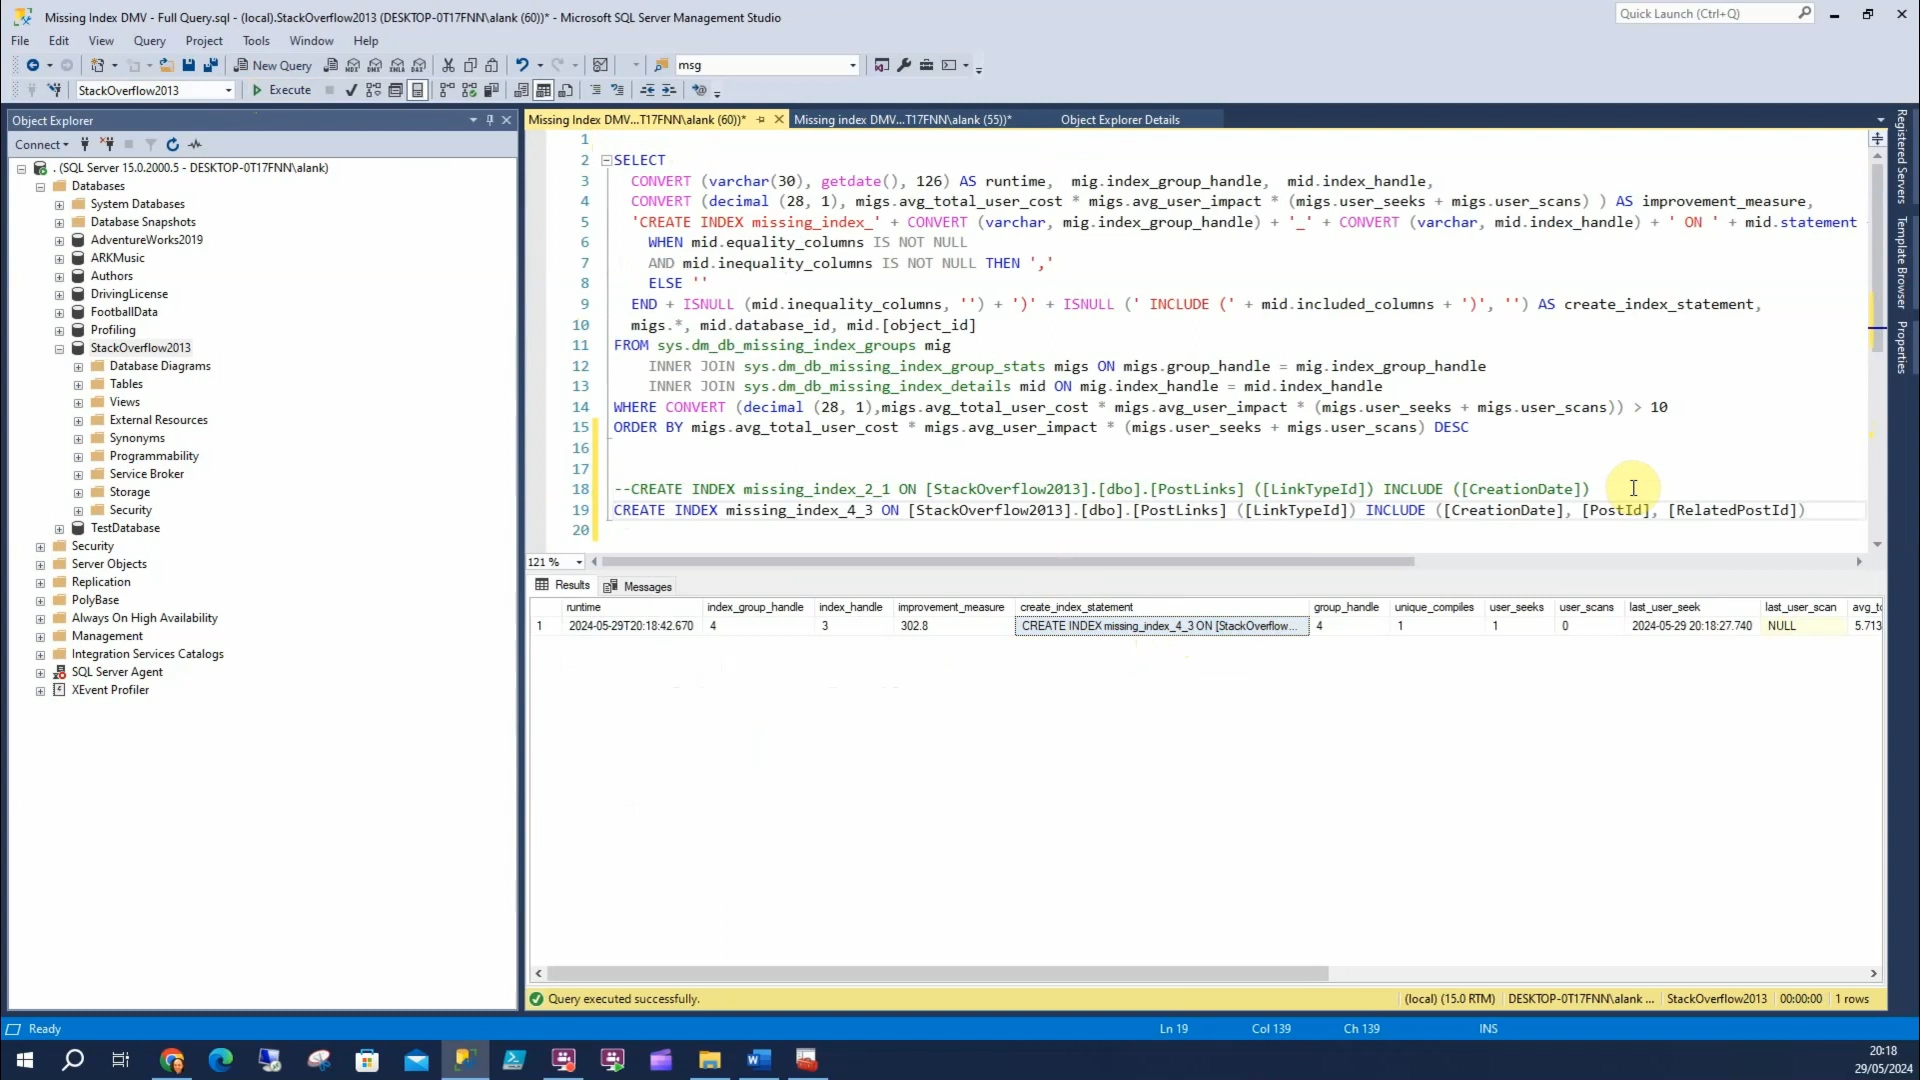 Missing Index DMV - Full Query.sql - (local).StackOverflow2013 (DESKTOP-0T17FNN\alank (60))* - Microsoft SQL Server Management Studio
Quick Launch (Ctrl+Q)
File Edit View Query Project Tools Window Help
New Query
msg
StackOverflow2013
Execute
Object Explorer
Connect
. (SQL Server 15.0.2000.5 - DESKTOP-0T17FNN\alank)
Databases
System Databases
Database Snapshots
AdventureWorks2019
ARKMusic
Authors
DrivingLicense
FootballData
Profiling
StackOverflow2013
Database Diagrams
Tables
Views
External Resources
Synonyms
Programmability
Service Broker
Storage
Security
TestDatabase
Security
Server Objects
Replication
PolyBase
Always On High Availability
Management
Integration Services Catalogs
SQL Server Agent
XEvent Profiler
Missing Index DMV...T17FNN\alank (60))* Missing index DMV...T17FNN\alank (55))* Object Explorer Details
1
2 SELECT
3 CONVERT (varchar(30), getdate(), 126) AS runtime, mig.index_group_handle, mid.index_handle,
4 CONVERT (decimal (28, 1), migs.avg_total_user_cost * migs.avg_user_impact * (migs.user_seeks + migs.user_scans) ) AS improvement_measure,
5 'CREATE INDEX missing_index_' + CONVERT (varchar, mig.index_group_handle) + '_' + CONVERT (varchar, mid.index_handle) + ' ON ' + mid.statement
6 WHEN mid.equality_columns IS NOT NULL
7 AND mid.inequality_columns IS NOT NULL THEN ','
8 ELSE ''
9 END + ISNULL (mid.inequality_columns, '') + ')' + ISNULL (' INCLUDE (' + mid.included_columns + ')', '') AS create_index_statement,
10 migs.*, mid.database_id, mid.[object_id]
11 FROM sys.dm_db_missing_index_groups mig
12 INNER JOIN sys.dm_db_missing_index_group_stats migs ON migs.group_handle = mig.index_group_handle
13 INNER JOIN sys.dm_db_missing_index_details mid ON mig.index_handle = mid.index_handle
14 WHERE CONVERT (decimal (28, 1),migs.avg_total_user_cost * migs.avg_user_impact * (migs.user_seeks + migs.user_scans)) > 10
15 ORDER BY migs.avg_total_user_cost * migs.avg_user_impact * (migs.user_seeks + migs.user_scans) DESC
16
17
18 --CREATE INDEX missing_index_2_1 ON [StackOverflow2013].[dbo].[PostLinks] ([LinkTypeId]) INCLUDE ([CreationDate])
19 CREATE INDEX missing_index_4_3 ON [StackOverflow2013].[dbo].[PostLinks] ([LinkTypeId]) INCLUDE ([CreationDate], [PostId], [RelatedPostId])
20
121 %
Results Messages
runtime index_group_handle index_handle improvement_measure create_index_statement group_handle unique_compiles user_seeks user_scans last_user_seek last_user_scan avg_to
1 2024-05-29T20:18:42.670 4 3 302.8 CREATE INDEX missing_index_4_3 ON [StackOverflow... 4 1 1 0 2024-05-29 20:18:27.740 NULL 5.713
Query executed successfully.
(local) (15.0 RTM) DESKTOP-0T17FNN\alank ... StackOverflow2013 00:00:00 1 rows
Ready
Ln 19 Col 139 Ch 139 INS
Registered Servers
Template Browser
Properties
20:18
29/05/2024